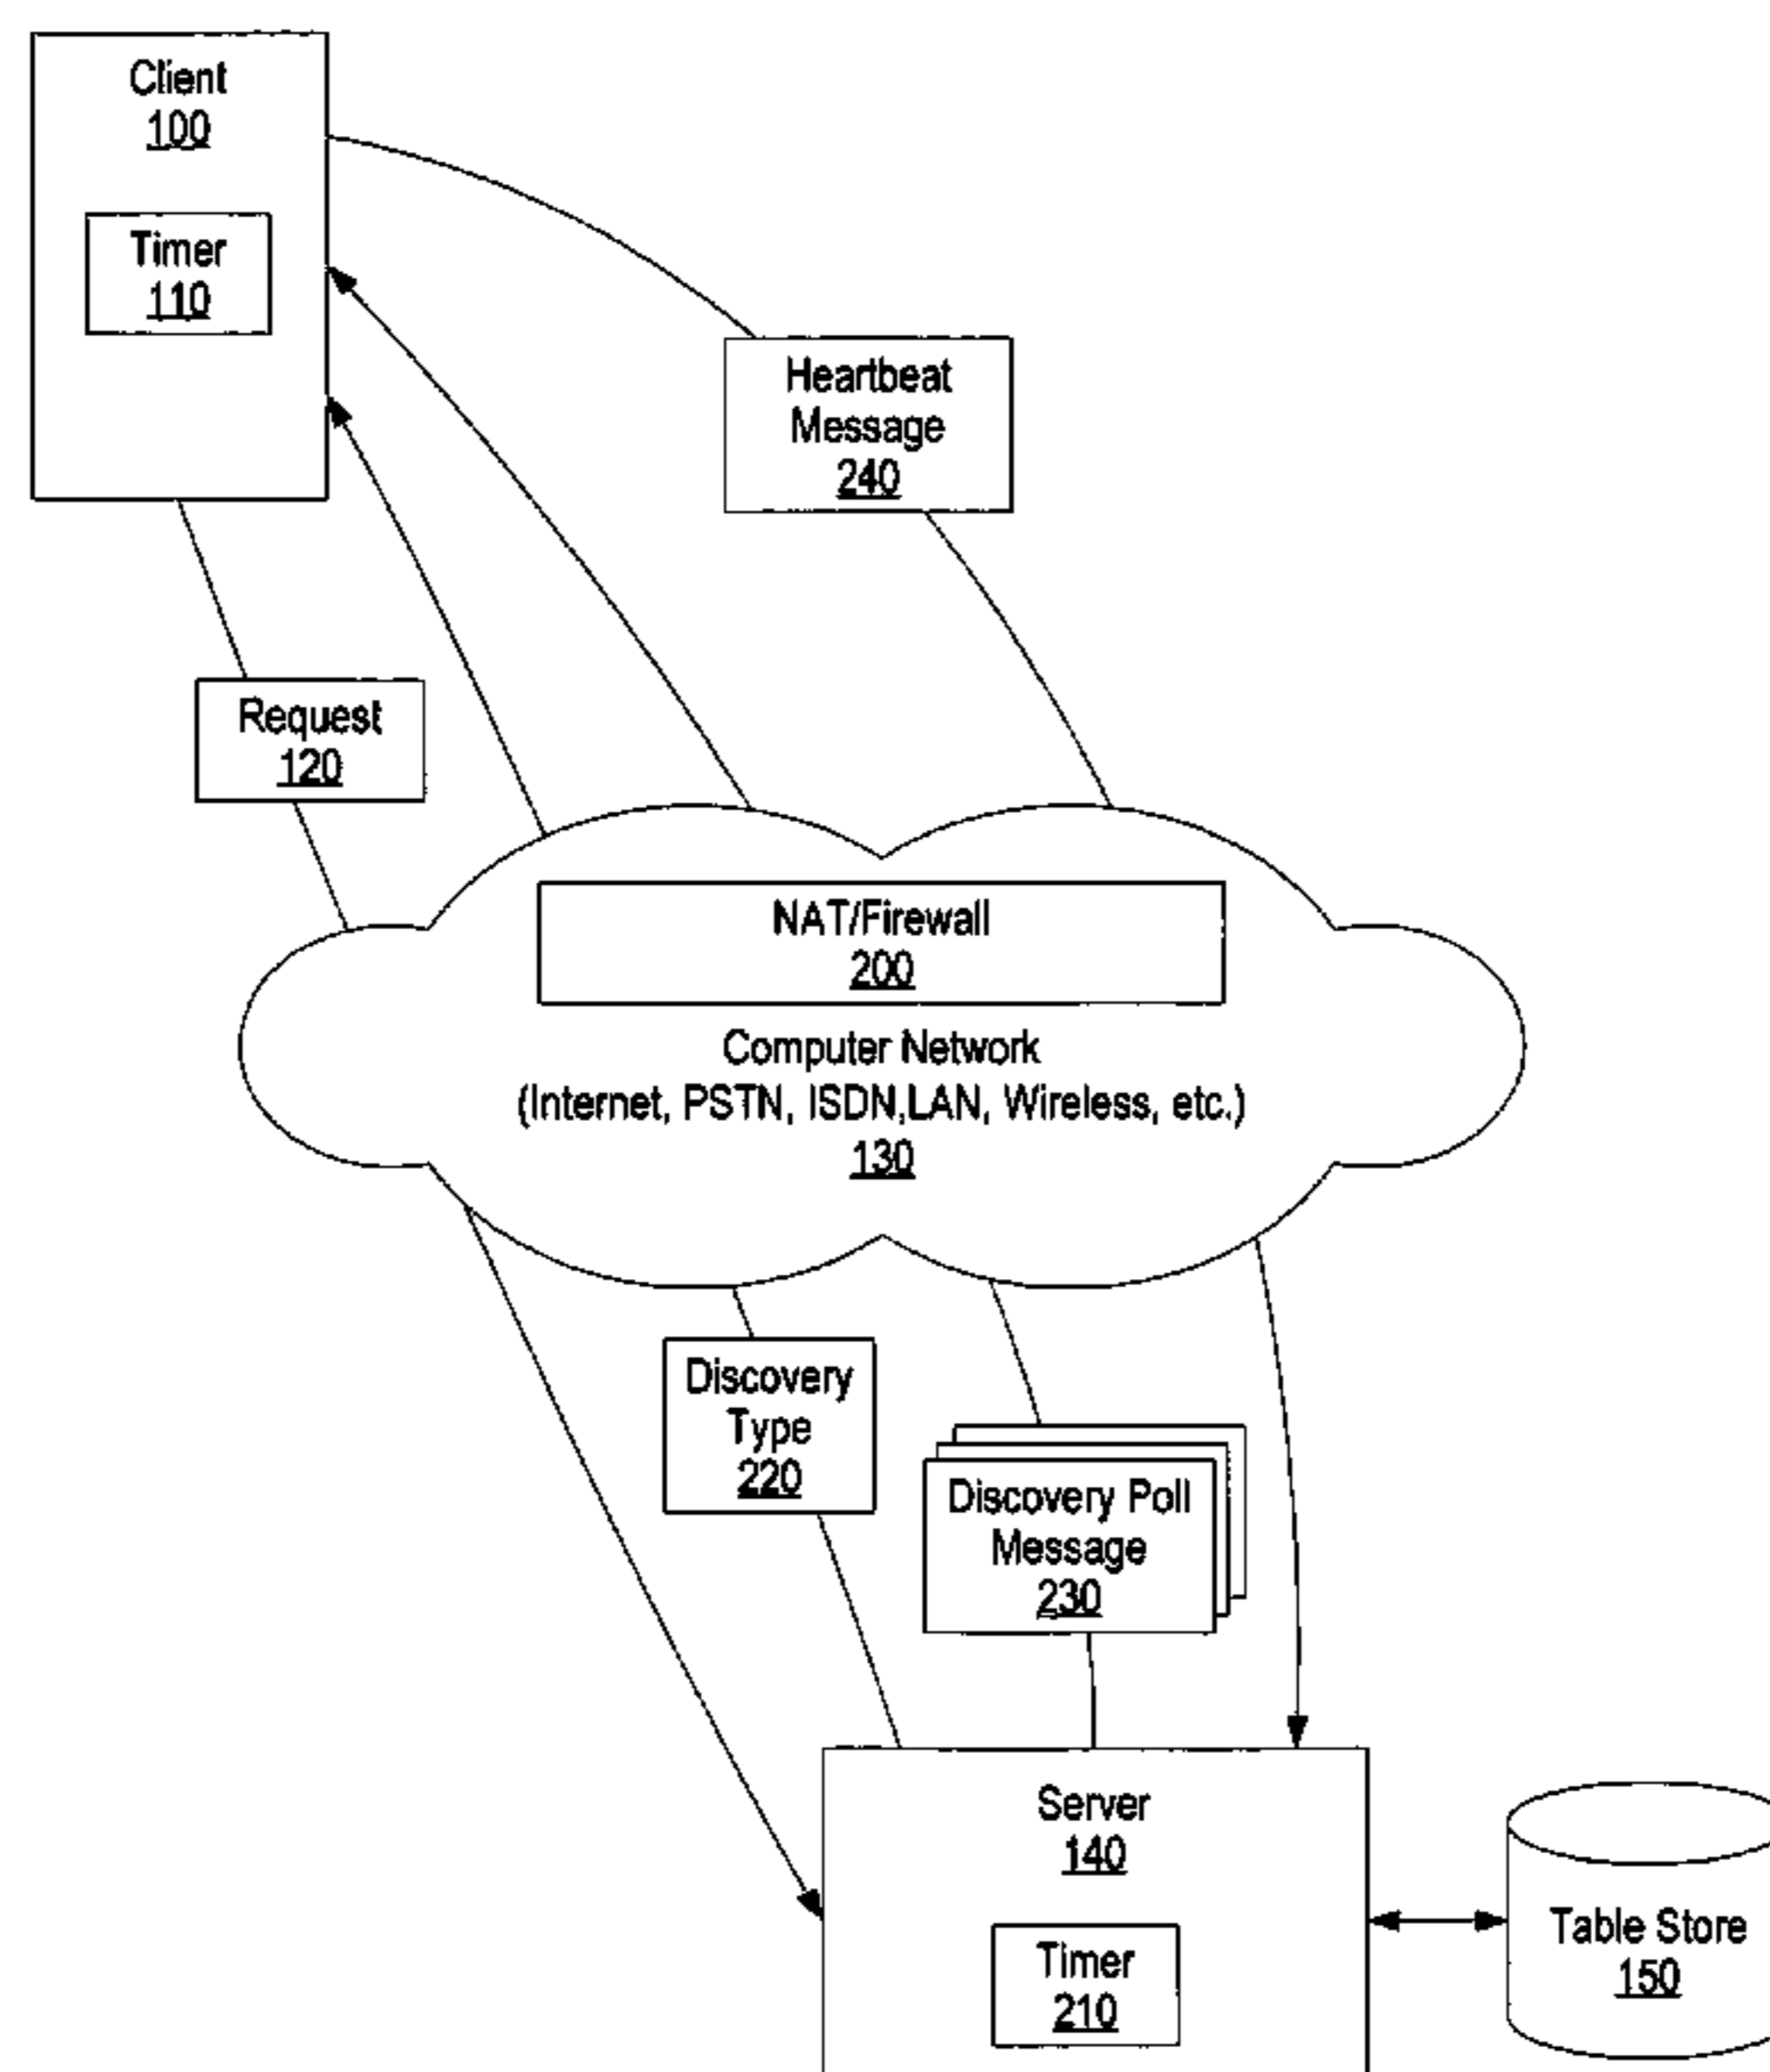 Client
100
Timer
110
Heartbeat
Message
240
Request
120
NAT/Firewall
200
Computer Network
(Internet, PSTN, ISDN,LAN, Wireless, etc.)
130
Discovery
Type
220
Discovery Poll
Message
230
Server
140
Timer
210
Table Store
150